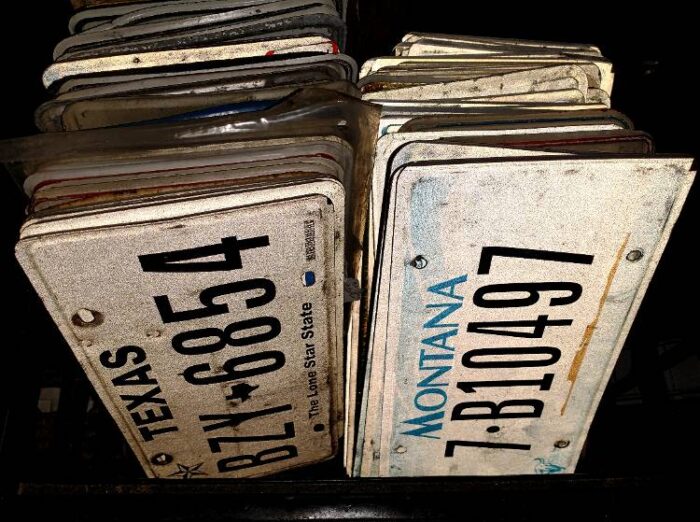 TEXAS
BZY 6854
The Lone Star State
MONTANA
7-B10497